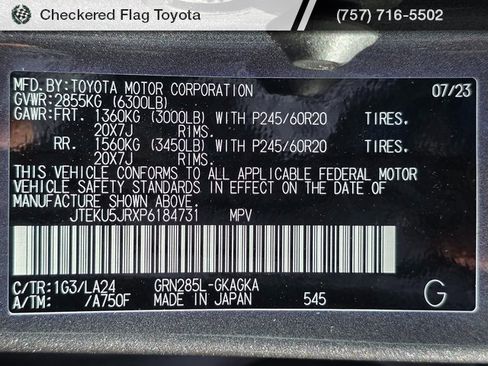 Checkered Flag Toyota (757) 716-5502
MFD.BY:TOYOTA MOTOR CORPORATION 07/23
GVWR:2855KG (6300LB)
GAWR:FRT. 1360KG (3000LB) WITH P245/60R20 TIRES.
20X7J RIMS.
RR. 1560KG (3450LB) WITH P245/60R20 TIRES.
20X7J RIMS.
THIS VEHICLE CONFORMS TO ALL APPLICABLE FEDERAL MOTOR
VEHICLE SAFETY STANDARDS IN EFFECT ON THE DATE OF
MANUFACTURE SHOWN ABOVE.
JTEKU5JRXP6184731 MPV
C/TR:1G3/LA24 GRN285L-GKAGKA
A/TM: /A750F MADE IN JAPAN 545 G